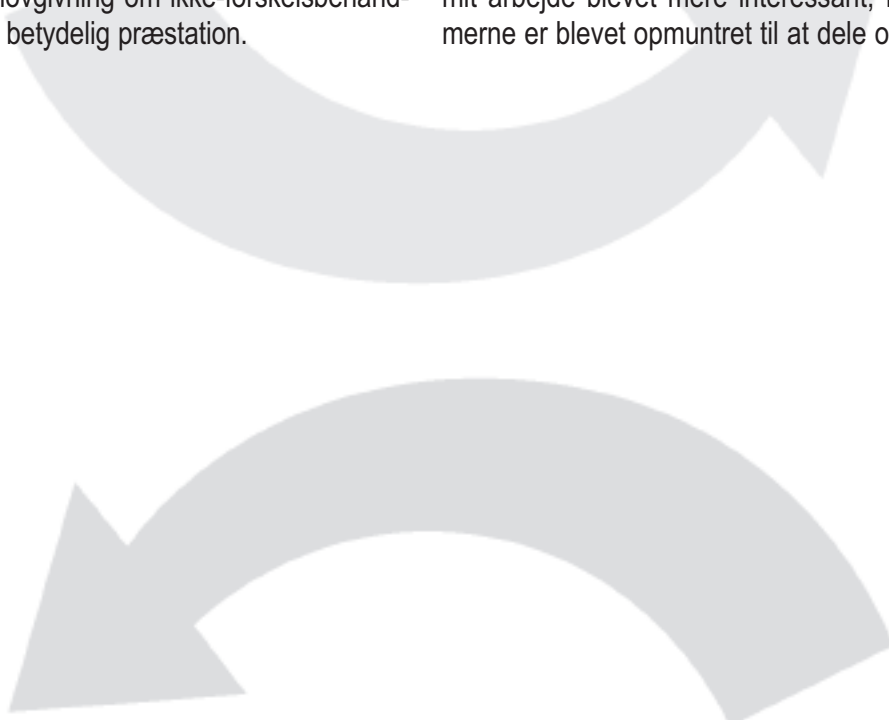 lovgivning om ikke-forskelsbehand-
betydelig præstation.
mit arbejde blevet mere interessant,
merne er blevet opmuntret til at dele o